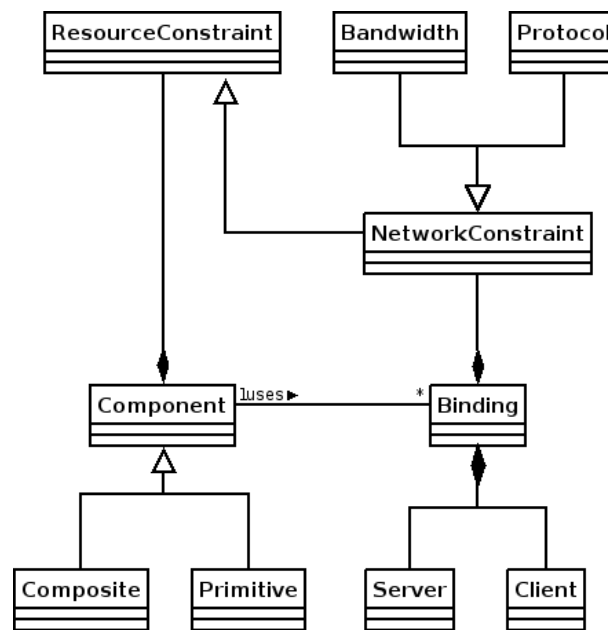 ResourceConstraint
Bandwidth
Protocol
NetworkConstraint
Component
1uses▶
*
Binding
Composite
Primitive
Server
Client